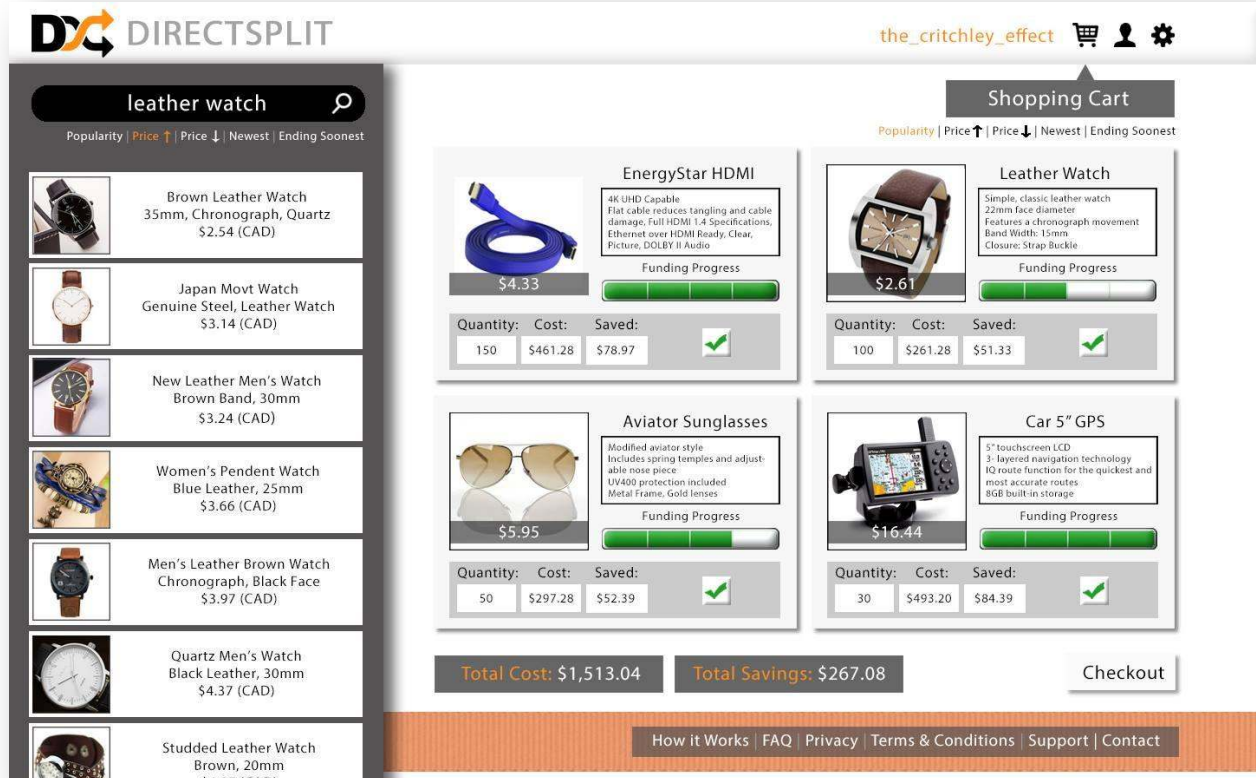 DIRECTSPLIT
the_critchley_effect
leather watch
Popularity | Price ↑ | Price ↓ | Newest | Ending Soonest
Brown Leather Watch
35mm, Chronograph, Quartz
$2.54 (CAD)
Japan Movt Watch
Genuine Steel, Leather Watch
$3.14 (CAD)
New Leather Men's Watch
Brown Band, 30mm
$3.24 (CAD)
Women's Pendent Watch
Blue Leather, 25mm
$3.66 (CAD)
Men's Leather Brown Watch
Chronograph, Black Face
$3.97 (CAD)
Quartz Men's Watch
Black Leather, 30mm
$4.37 (CAD)
Studded Leather Watch
Brown, 20mm
Shopping Cart
Popularity | Price ↑ | Price ↓ | Newest | Ending Soonest
EnergyStar HDMI
4K UHD Capable
Flat cable reduces tangling and cable
damage, Full HDMI 1.4 Specifications,
Ethernet over HDMI Ready, Clear,
Picture, DOLBY II Audio
$4.33
Funding Progress
Quantity: Cost: Saved:
150 $461.28 $78.97
Leather Watch
Simple, classic leather watch
22mm face diameter
Features a chronograph movement
Band Width: 15mm
Closure: Strap Buckle
$2.61
Funding Progress
Quantity: Cost: Saved:
100 $261.28 $51.33
Aviator Sunglasses
Modified aviator style
Includes spring temples and adjust-
able nose piece
UV400 protection included
Metal Frame, Gold lenses
$5.95
Funding Progress
Quantity: Cost: Saved:
50 $297.28 $52.39
Car 5" GPS
5" touchscreen LCD
3- layered navigation technology
IQ route function for the quickest and
most accurate routes
8GB built-in storage
$16.44
Funding Progress
Quantity: Cost: Saved:
30 $493.20 $84.39
Total Cost: $1,513.04
Total Savings: $267.08
Checkout
How it Works | FAQ | Privacy | Terms & Conditions | Support | Contact